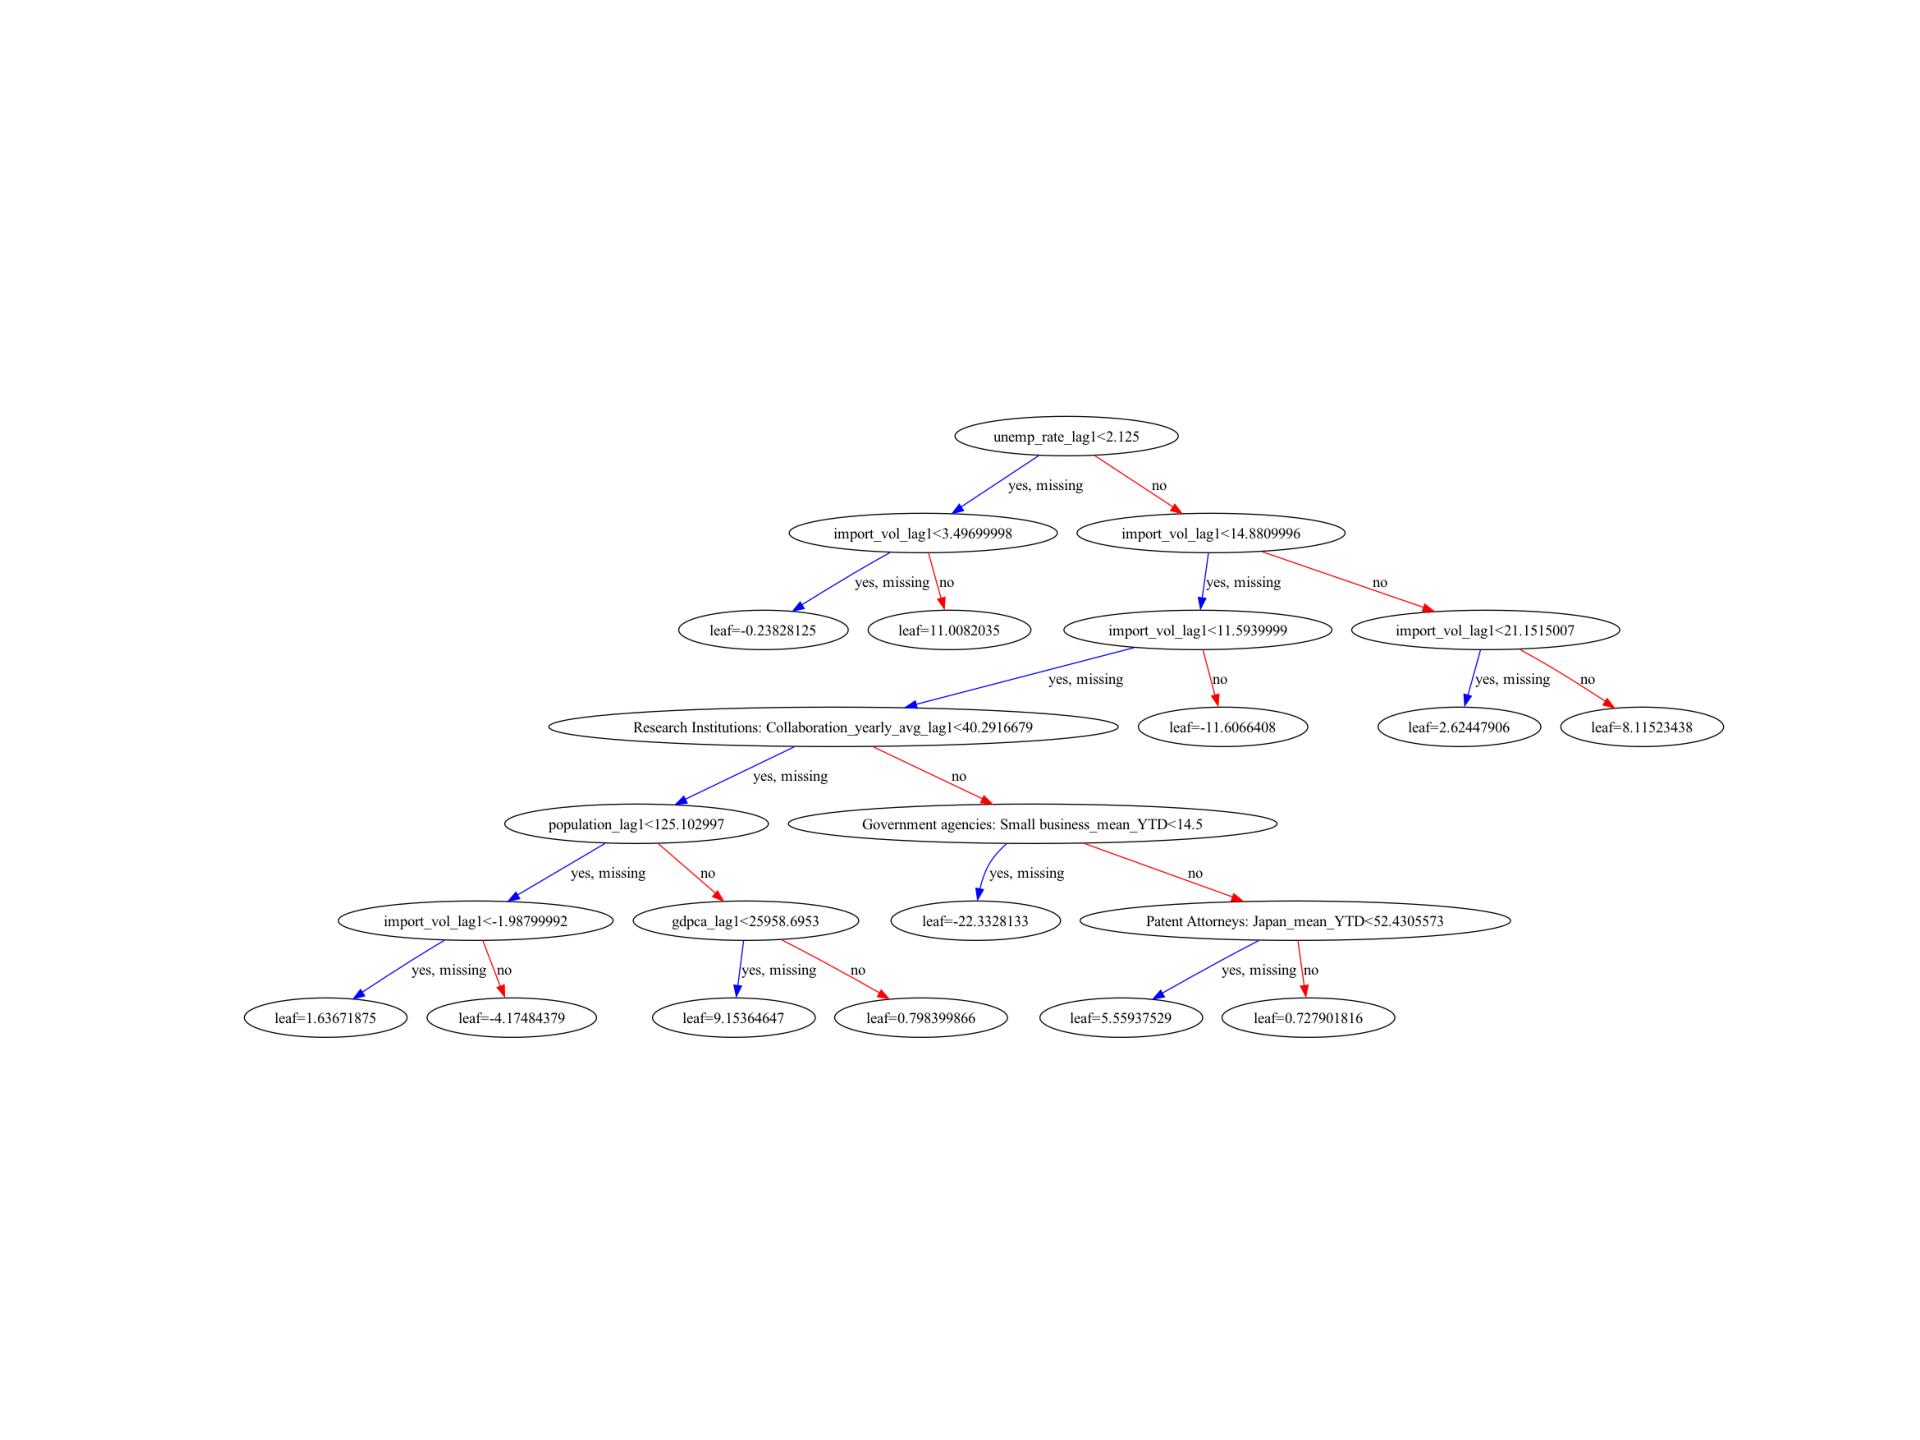 unemp_rate_lag1<2.125
yes, missing
no
import_vol_lag1<3.49699998
import_vol_lag1<14.8809996
yes, missing
no
yes, missing
no
leaf=-0.23828125
leaf=11.0082035
import_vol_lag1<11.5939999
import_vol_lag1<21.1515007
yes, missing
no
yes, missing
no
Research Institutions: Collaboration_yearly_avg_lag1<40.2916679
leaf=-11.6066408
leaf=2.62447906
leaf=8.11523438
yes, missing
no
population_lag1<125.102997
Government agencies: Small business_mean_YTD<14.5
yes, missing
no
yes, missing
no
import_vol_lag1<-1.98799992
gdpca_lag1<25958.6953
leaf=-22.3328133
Patent Attorneys: Japan_mean_YTD<52.4305573
yes, missing
no
yes, missing
no
yes, missing
no
leaf=1.63671875
leaf=-4.17484379
leaf=9.15364647
leaf=0.798399866
leaf=5.55937529
leaf=0.727901816